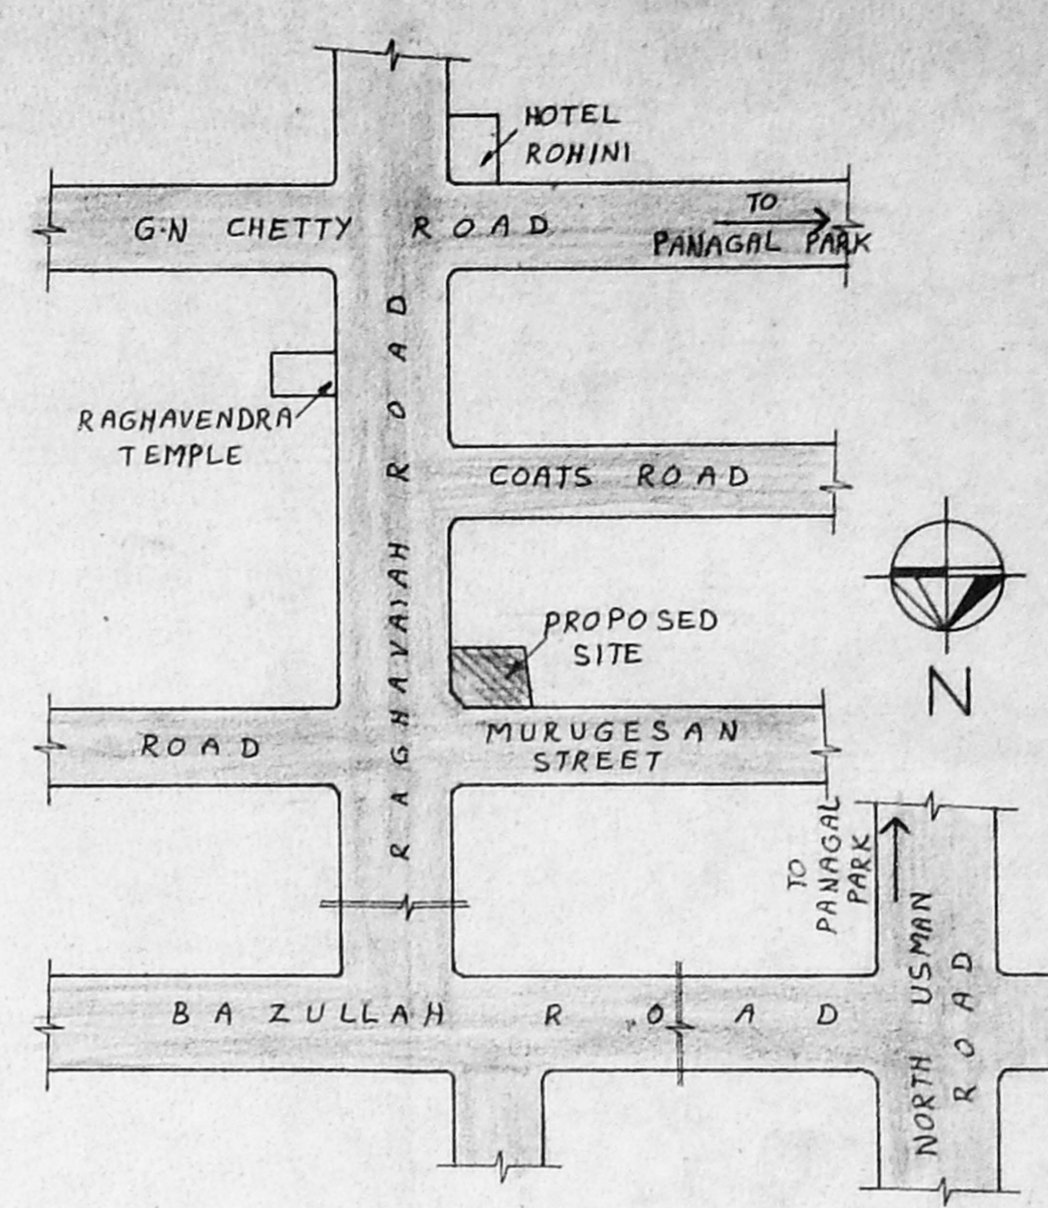 HOTEL
ROHINI
G.N CHETTY ROAD
TO
PANAGAL PARK
RAGHAVENDRA
TEMPLE
RAGHAVAIAH ROAD
COATS ROAD
PROPOSED
SITE
N
ROAD
MURUGESAN
STREET
TO
PANAGAL
PARK
BAZULLAH ROAD
NORTH USMAN
ROAD